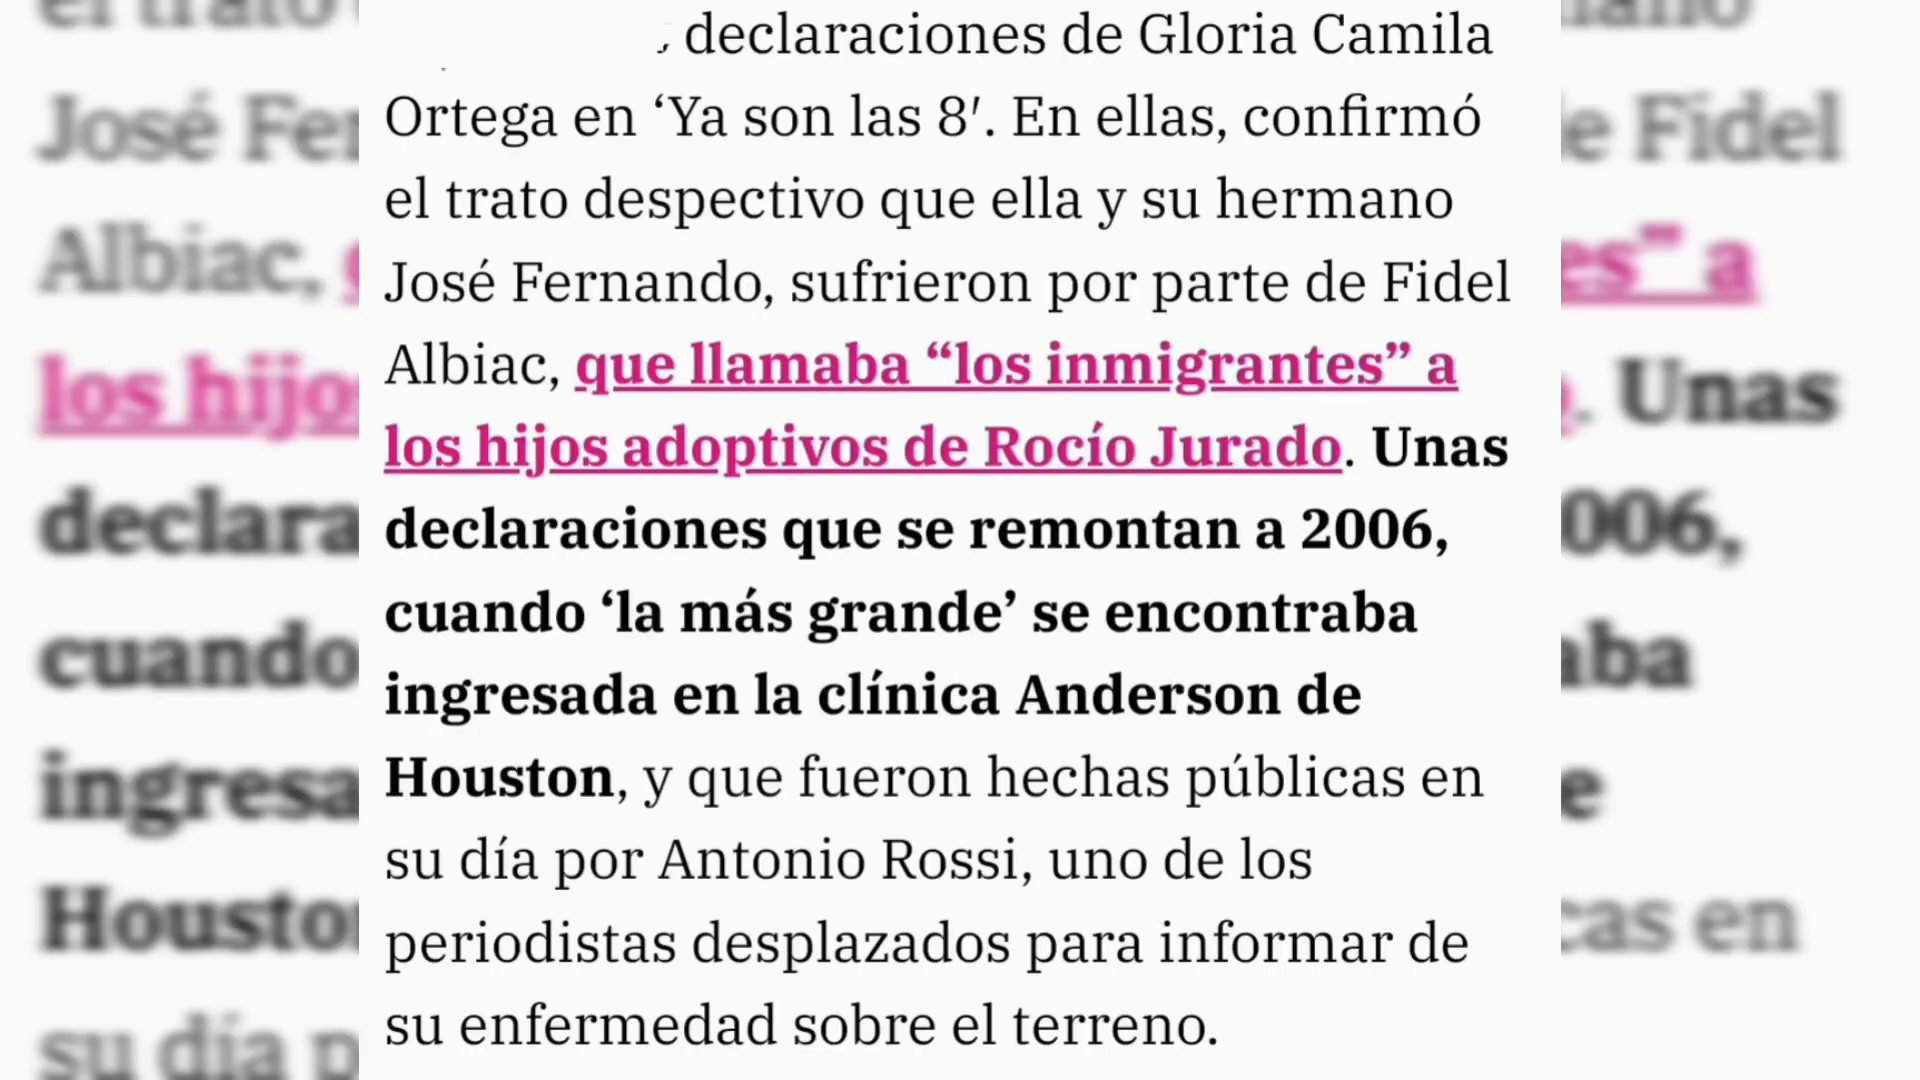 , declaraciones de Gloria Camila
Ortega en ‘Ya son las 8′. En ellas, confirmó
el trato despectivo que ella y su hermano
José Fernando, sufrieron por parte de Fidel
Albiac, que llamaba “los inmigrantes” a
los hijos adoptivos de Rocío Jurado. Unas
declaraciones que se remontan a 2006,
cuando ‘la más grande’ se encontraba
ingresada en la clínica Anderson de
Houston, y que fueron hechas públicas en
su día por Antonio Rossi, uno de los
periodistas desplazados para informar de
su enfermedad sobre el terreno.